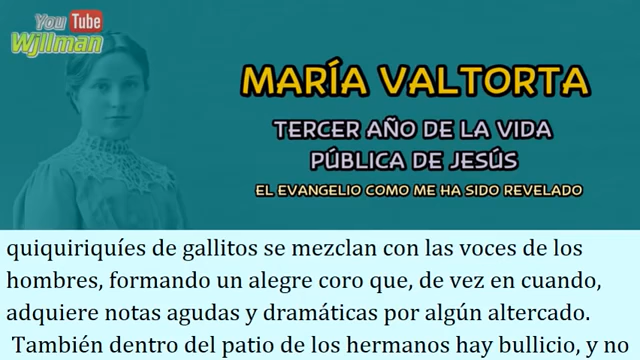 You Tube
Wjllman
MARÍA VALTORTA
TERCER AÑO DE LA VIDA
PÚBLICA DE JESÚS
EL EVANGELIO COMO ME HA SIDO REVELADO
quiquiriquíes de gallitos se mezclan con las voces de los
hombres, formando un alegre coro que, de vez en cuando,
adquiere notas agudas y dramáticas por algún altercado.
También dentro del patio de los hermanos hay bullicio, y no